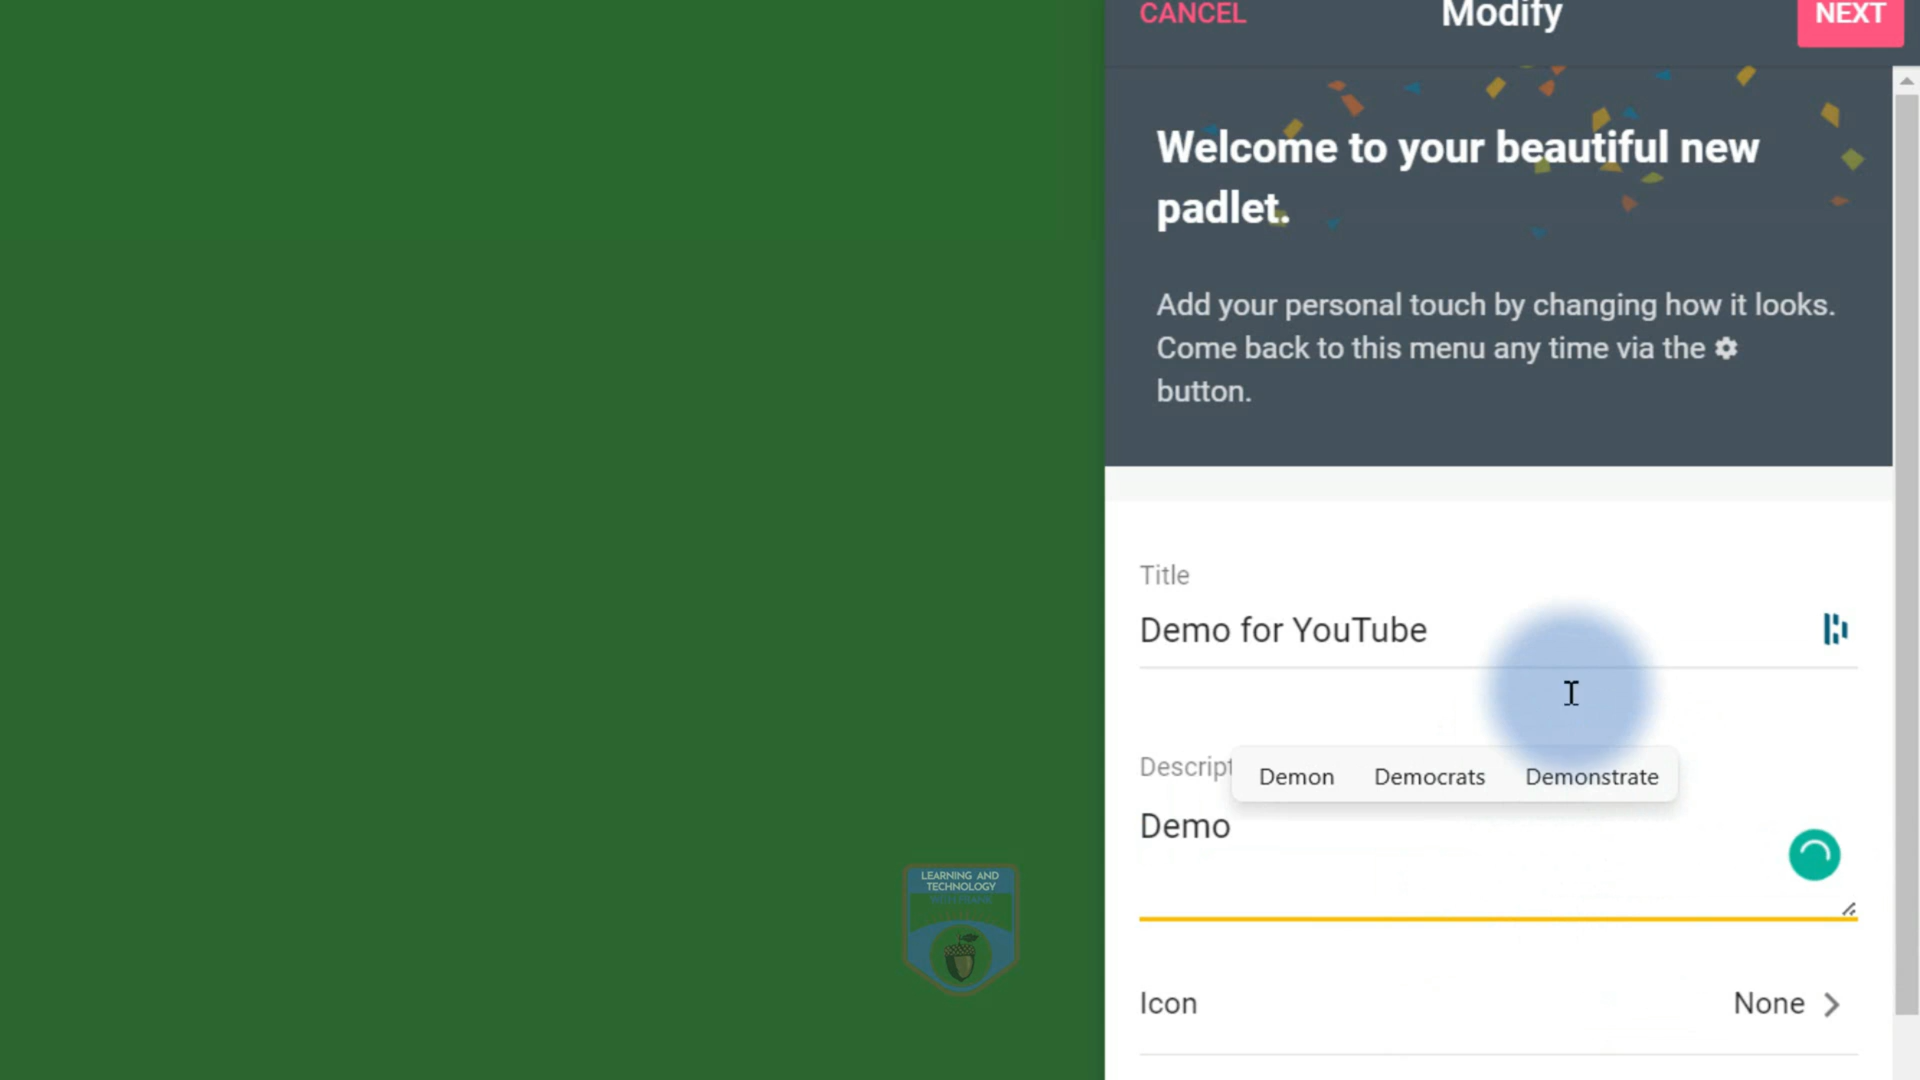 CANCEL
Modify
NEXT
Welcome to your beautiful new
padlet.
Add your personal touch by changing how it looks.
Come back to this menu any time via the
button.
Title
Demo for YouTube
Descript
Demon Democrats Demonstrate
Demo
Icon
None
LEARNING AND
TECHNOLOGY
WITH FRANK